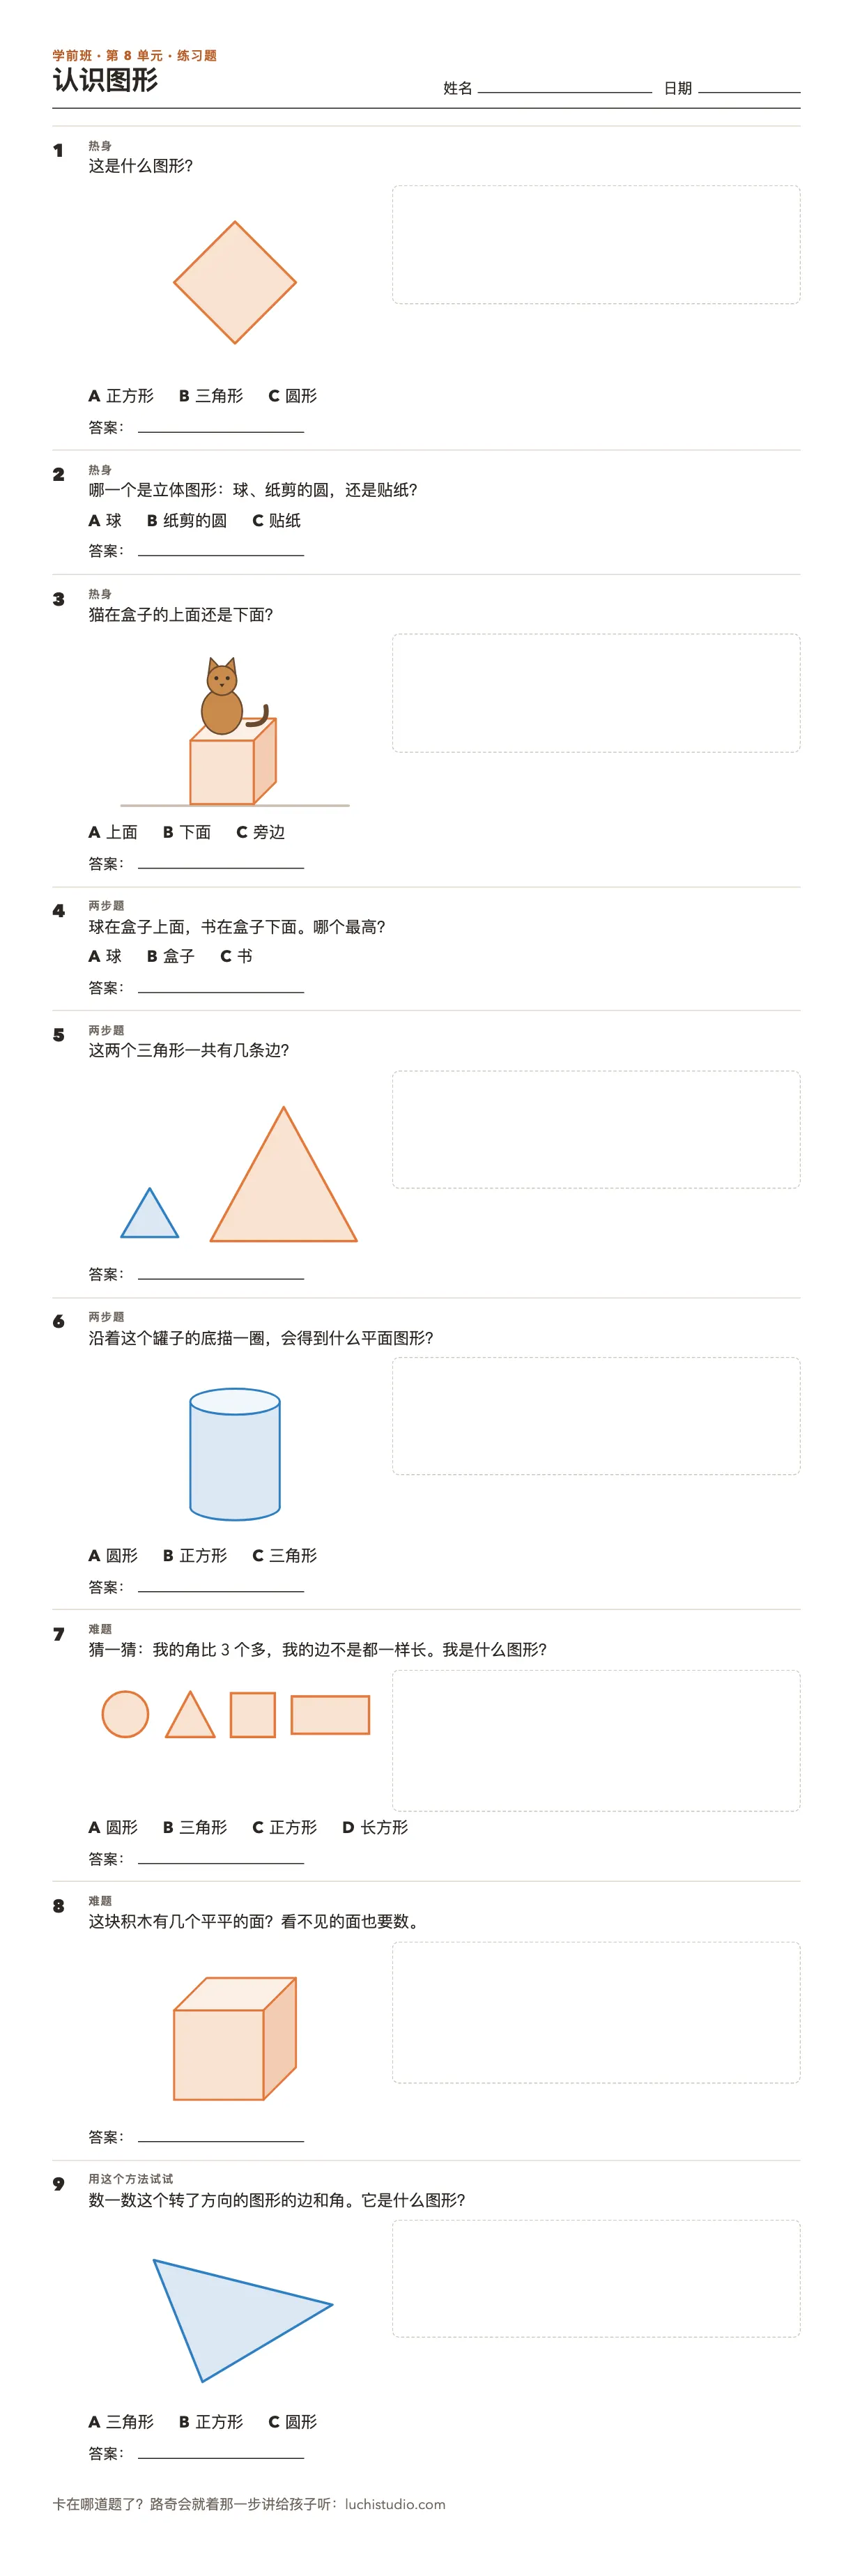 学前班 · 第 8 单元 · 练习题
认识图形
姓名 日期
1 热身
这是什么图形？
A 正方形 B 三角形 C 圆形
答案：
2 热身
哪一个是立体图形：球、纸剪的圆，还是贴纸？
A 球 B 纸剪的圆 C 贴纸
答案：
3 热身
猫在盒子的上面还是下面？
A 上面 B 下面 C 旁边
答案：
4 两步题
球在盒子上面，书在盒子下面。哪个最高？
A 球 B 盒子 C 书
答案：
5 两步题
这两个三角形一共有几条边？
答案：
6 两步题
沿着这个罐子的底描一圈，会得到什么平面图形？
A 圆形 B 正方形 C 三角形
答案：
7 难题
猜一猜：我的角比 3 个多，我的边不是都一样长。我是什么图形？
A 圆形 B 三角形 C 正方形 D 长方形
答案：
8 难题
这块积木有几个平平的面？看不见的面也要数。
答案：
9 用这个方法试试
数一数这个转了方向的图形的边和角。它是什么图形？
A 三角形 B 正方形 C 圆形
答案：
卡在哪道题了？路奇会就着那一步讲给孩子听：luchistudio.com